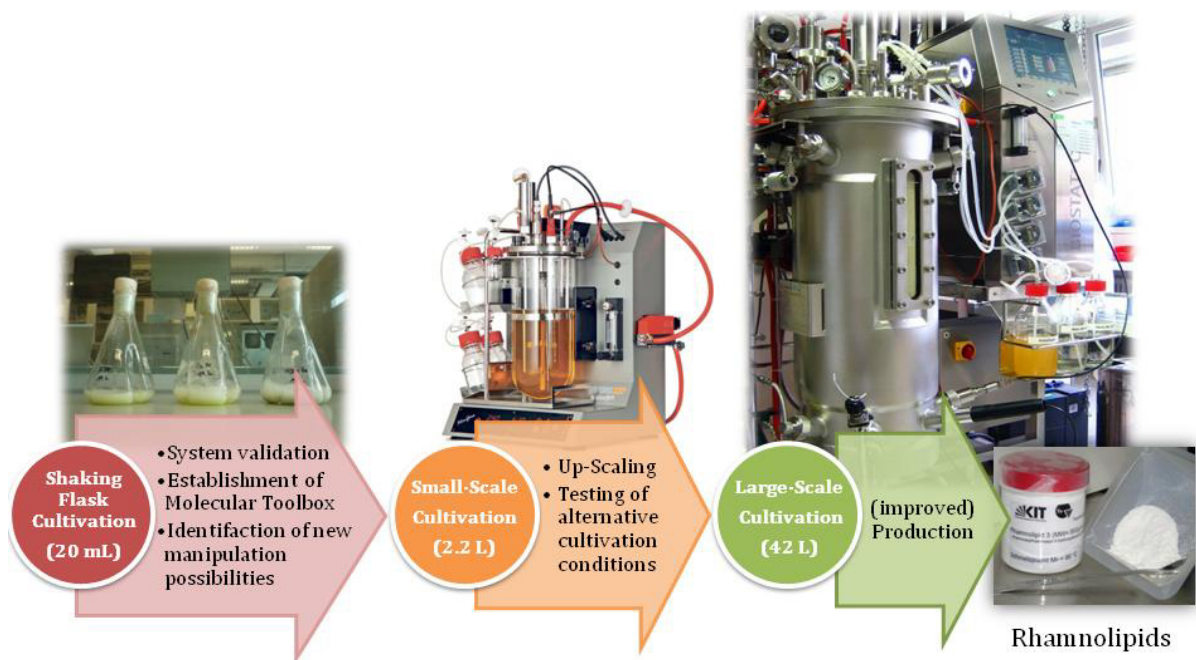 Shaking
Flask
Cultivation
(20 mL)
•System validation
•Establishment of
Molecular Toolbox
•Identifaction of new
manipulation
possibilities
Small-Scale
Cultivation
(2.2 L)
• Up-Scaling
• Testing of
alternative
cultivation
conditions
Large-Scale
Cultivation
(42 L)
(improved)
Production
KIT
Rhamnolipids